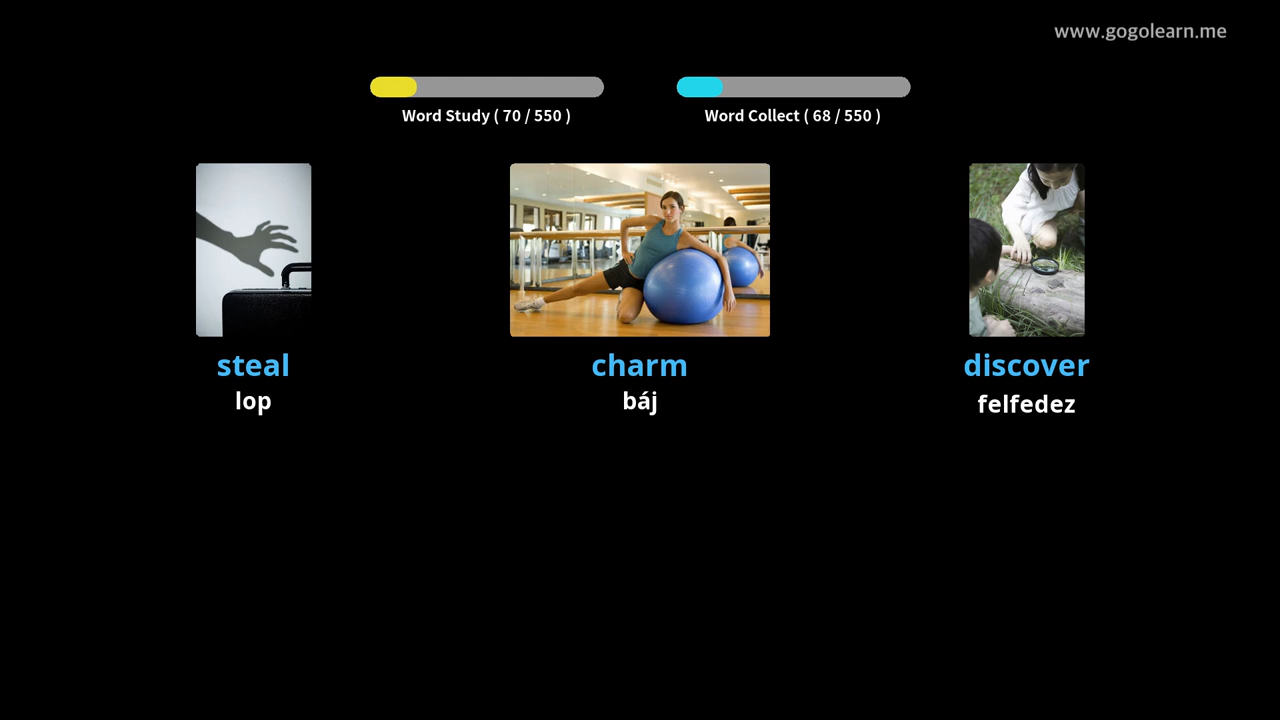 www.gogolearn.me
Word Study ( 70 / 550 )
Word Collect ( 68 / 550 )
steal
lop
charm
báj
discover
felfedez